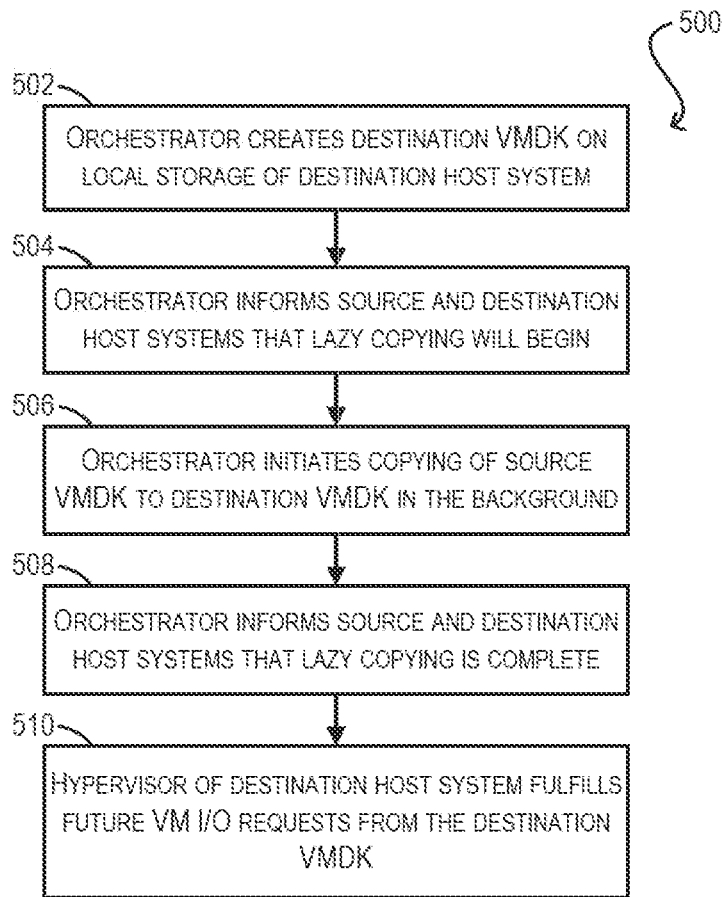 500
502
ORCHESTRATOR CREATES DESTINATION VMDK ON
LOCAL STORAGE OF DESTINATION HOST SYSTEM
504
ORCHESTRATOR INFORMS SOURCE AND DESTINATION
HOST SYSTEMS THAT LAZY COPYING WILL BEGIN
506
ORCHESTRATOR INITIATES COPYING OF SOURCE
VMDK TO DESTINATION VMDK IN THE BACKGROUND
508
ORCHESTRATOR INFORMS SOURCE AND DESTINATION
HOST SYSTEMS THAT LAZY COPYING IS COMPLETE
510
HYPERVISOR OF DESTINATION HOST SYSTEM FULFILLS
FUTURE VM I/O REQUESTS FROM THE DESTINATION
VMDK